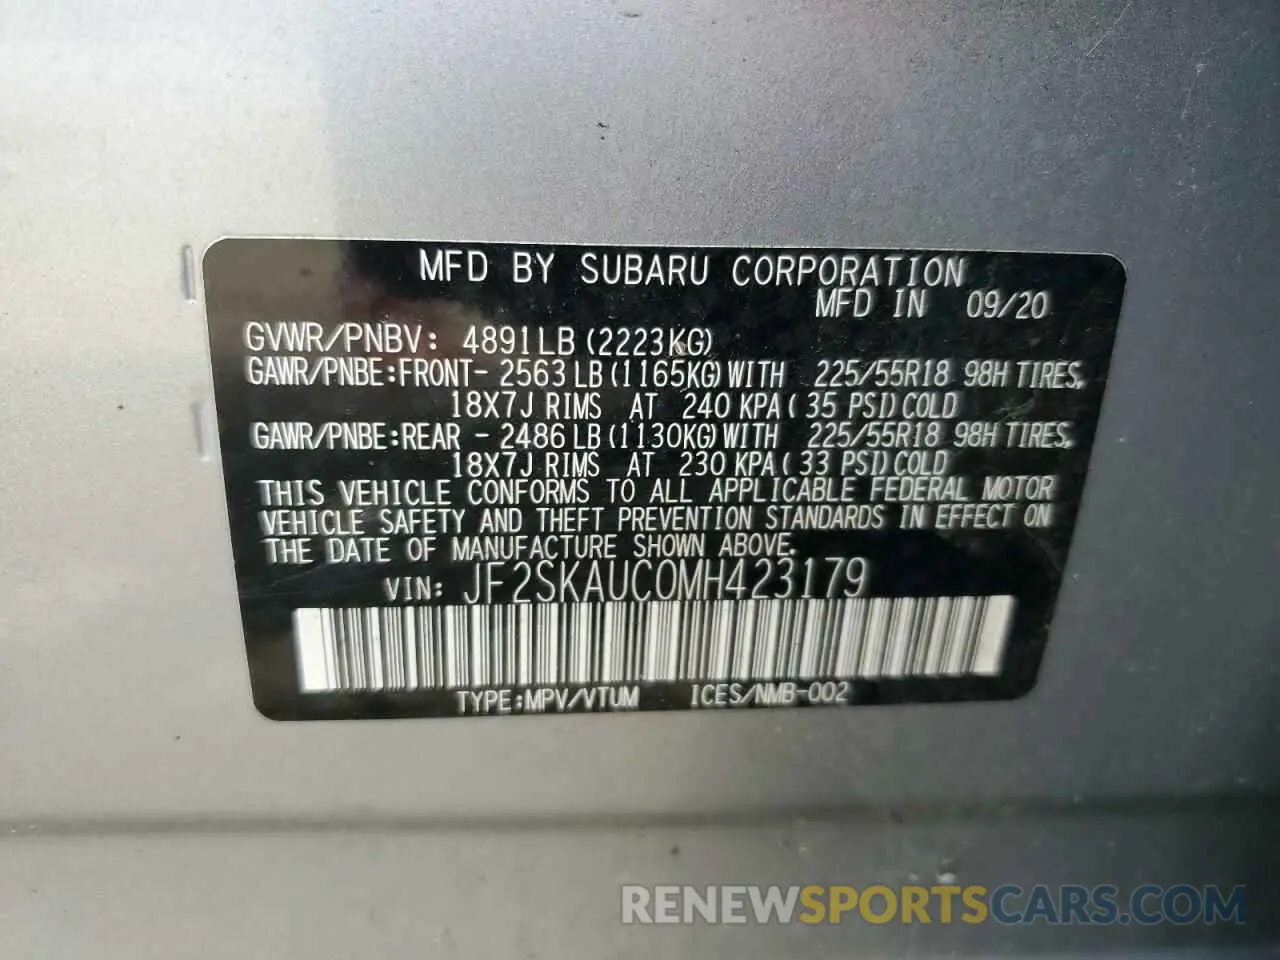 MFD BY SUBARU CORPORATION
MFD IN 09/20
GVWR/PNBV: 4891LB (2223KG)
GAWR/PNBE:FRONT- 2563 LB (1165KG) WITH 225/55R18 98H TIRES,
18X7J RIMS AT 240 KPA ( 35 PSI) COLD
GAWR/PNBE:REAR - 2486 LB (1130KG) WITH 225/55R18 98H TIRES,
18X7J RIMS AT 230 KPA ( 33 PSI) COLD
THIS VEHICLE CONFORMS TO ALL APPLICABLE FEDERAL MOTOR
VEHICLE SAFETY AND THEFT PREVENTION STANDARDS IN EFFECT ON
THE DATE OF MANUFACTURE SHOWN ABOVE.
VIN: JF2SKAUC0MH423179
TYPE:MPV/VTUM ICES/NMB-002
RENEWSPORTSCARS.COM